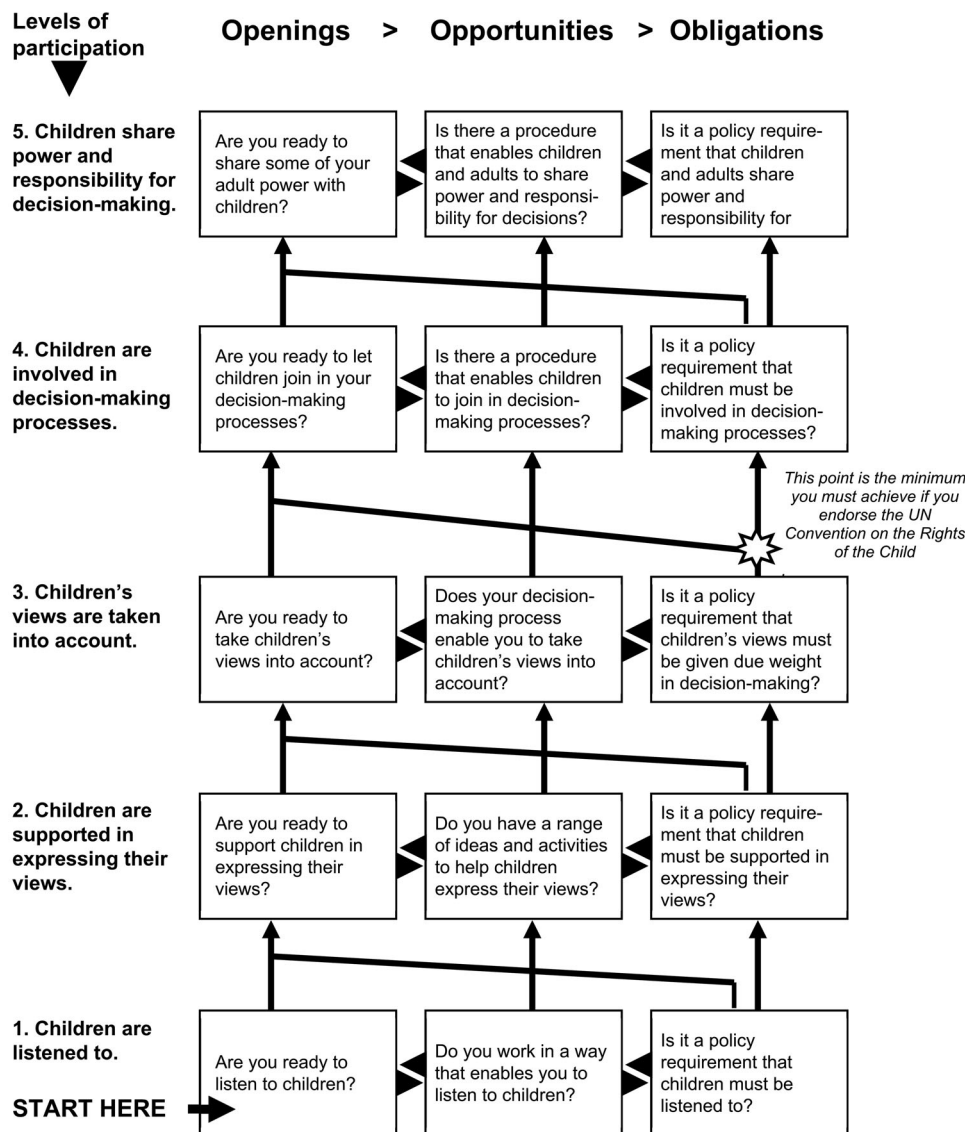 Levels of
participation
Openings > Opportunities > Obligations
5. Children share
power and
responsibility for
decision-making.
Are you ready to
share some of your
adult power with
children?
Is there a procedure
that enables children
and adults to share
power and responsi-
bility for decisions?
Is it a policy require-
ment that children
and adults share
power and
responsibility for
4. Children are
involved in
decision-making
processes.
Are you ready to let
children join in your
decision-making
processes?
Is there a procedure
that enables children
to join in decision-
making processes?
Is it a policy
requirement that
children must be
involved in decision-
making processes?
This point is the minimum
you must achieve if you
endorse the UN
Convention on the Rights
of the Child
3. Children’s
views are taken
into account.
Are you ready to
take children’s
views into account?
Does your decision-
making process
enable you to take
children’s views into
account?
Is it a policy
requirement that
children’s views must
be given due weight
in decision-making?
2. Children are
supported in
expressing their
views.
Are you ready to
support children in
expressing their
views?
Do you have a range
of ideas and activities
to help children
express their views?
Is it a policy require-
ment that children
must be supported in
expressing their
views?
1. Children are
listened to.
START HERE
Are you ready to
listen to children?
Do you work in a way
that enables you to
listen to children?
Is it a policy
requirement that
children must be
listened to?